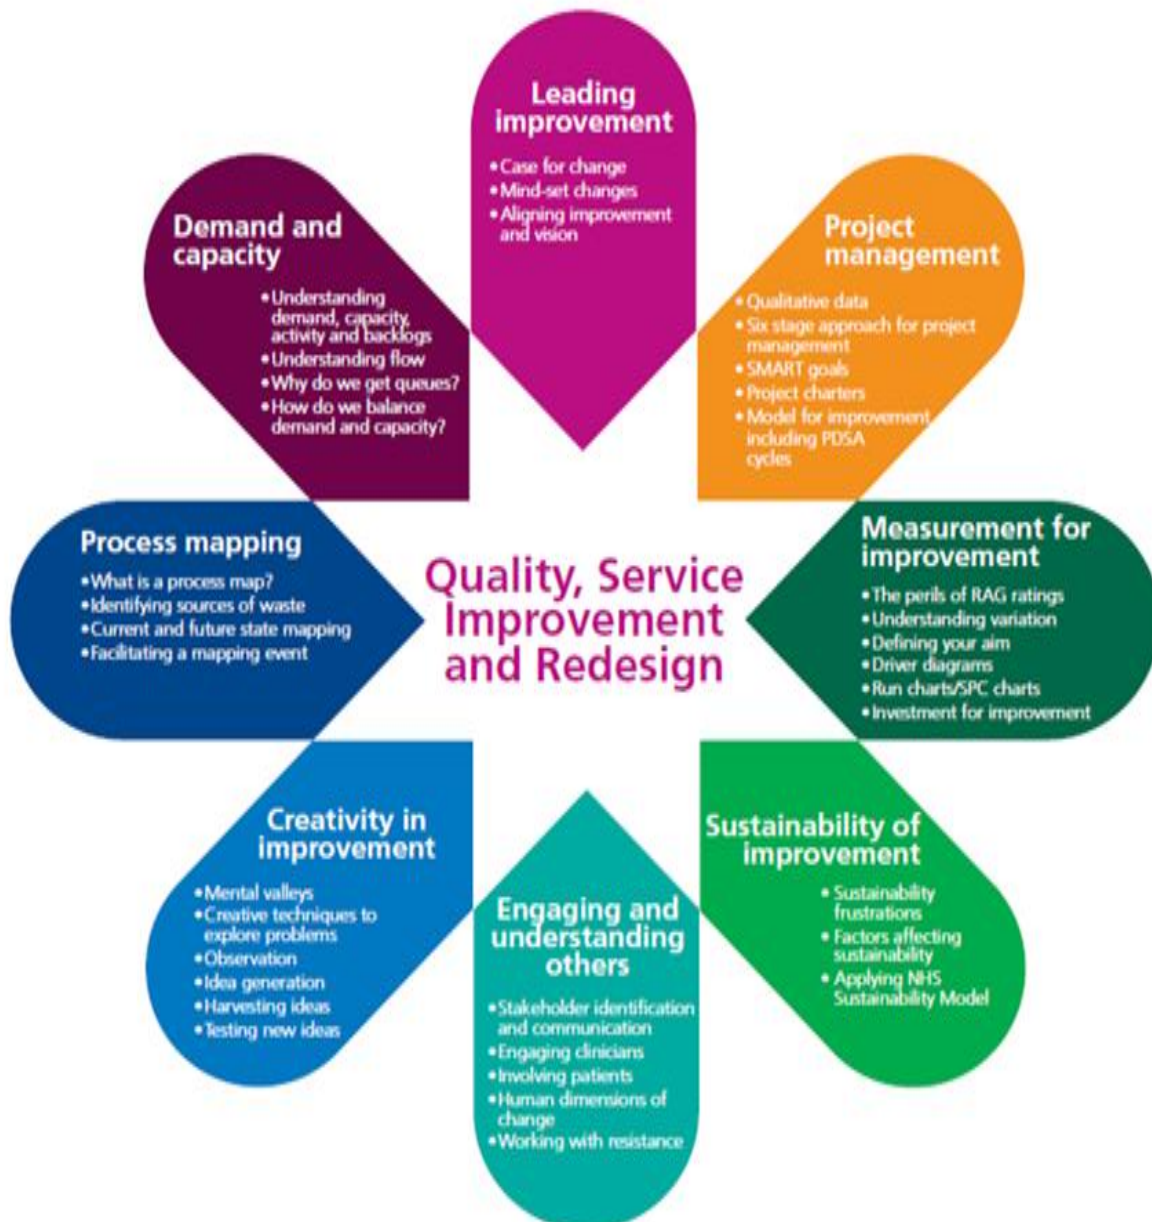 Leading
improvement
•Case for change
•Mind-set changes
•Aligning improvement
and vision
Project
management
•Qualitative data
•Six stage approach for project
management
•SMART goals
•Project charters
•Model for improvement
including PDSA
cycles
Measurement for
improvement
•The perils of RAG ratings
•Understanding variation
•Defining your aim
•Driver diagrams
•Run charts/SPC charts
•Investment for improvement
Sustainability of
improvement
• Sustainability
frustrations
• Factors affecting
sustainability
• Applying NHS
Sustainability Model
Engaging and
understanding
others
•Stakeholder identification
and communication
•Engaging clinicians
•Involving patients
•Human dimensions of
change
•Working with resistance
Creativity in
improvement
•Mental valleys
•Creative techniques to
explore problems
•Observation
•Idea generation
•Harvesting ideas
•Testing new ideas
Process mapping
•What is a process map?
•Identifying sources of waste
•Current and future state mapping
•Facilitating a mapping event
Demand and
capacity
•Understanding
demand, capacity,
activity and backlogs
•Understanding flow
•Why do we get queues?
•How do we balance
demand and capacity?
Quality, Service
Improvement
and Redesign